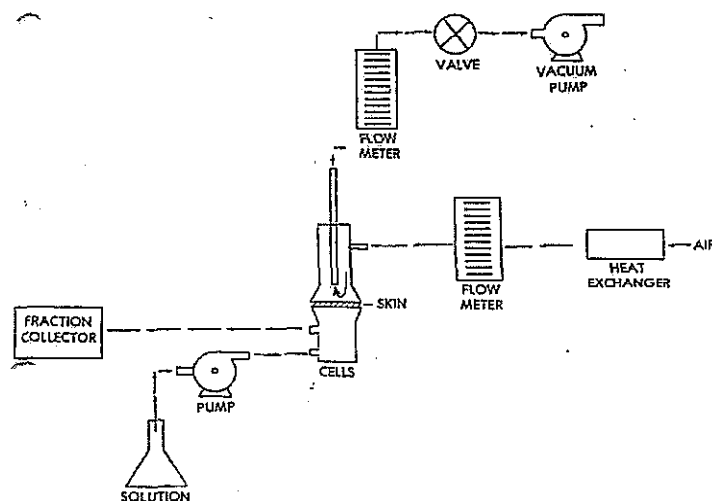 VALVE
VACUUM
PUMP
FLOW
METER
AIR
HEAT
EXCHANGER
FLOW
METER
SKIN
FRACTION
COLLECTOR
CELLS
PUMP
SOLUTION